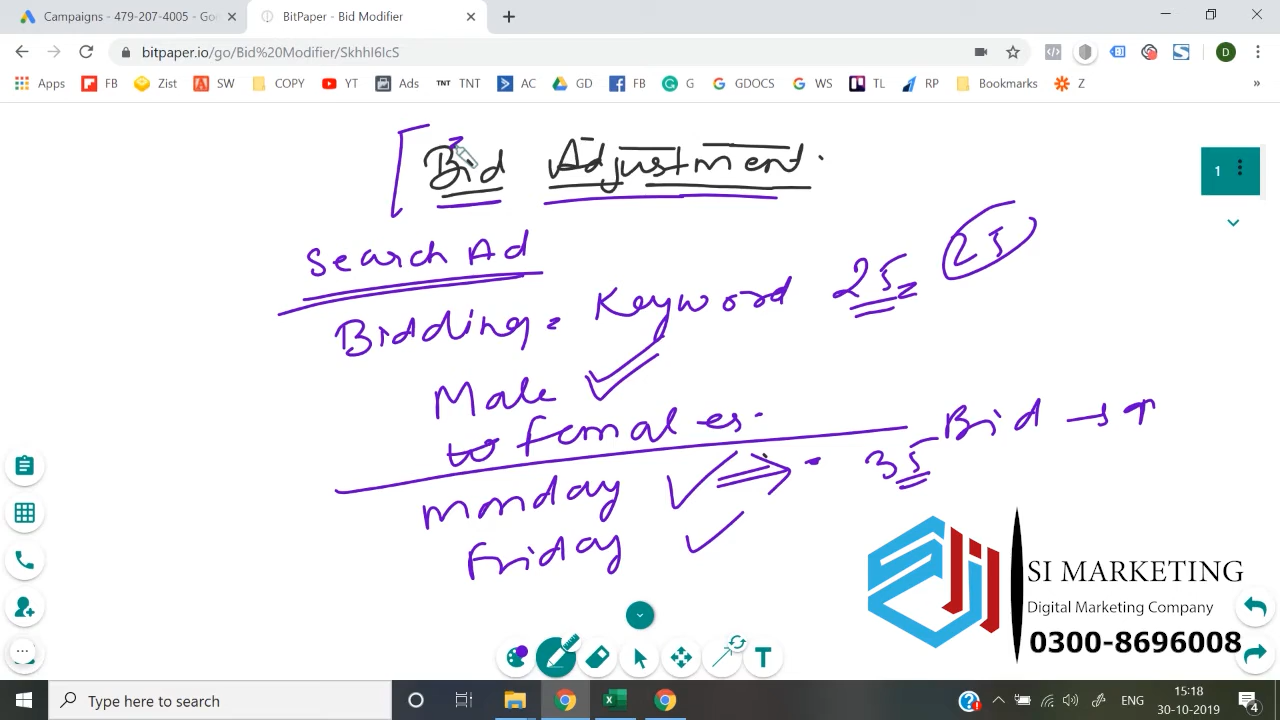 Campaigns - 479-207-4005 - Goo
BitPaper - Bid Modifier
bitpaper.io/go/Bid%20Modifier/SkhhI6lcS
D
Apps FB Zist SW COPY YT Ads TNT TNT AC GD FB G GDOCS WS TL RP Bookmarks Z »
Bid Adjustment.
1
Search Ad
Bidding = Keyword 25 25
Male
females.
35 Bid → ↑
Monday
Friday
SI MARKETING
Digital Marketing Company
0300-8696008
T
Type here to search
ENG
15:18
30-10-2019
4